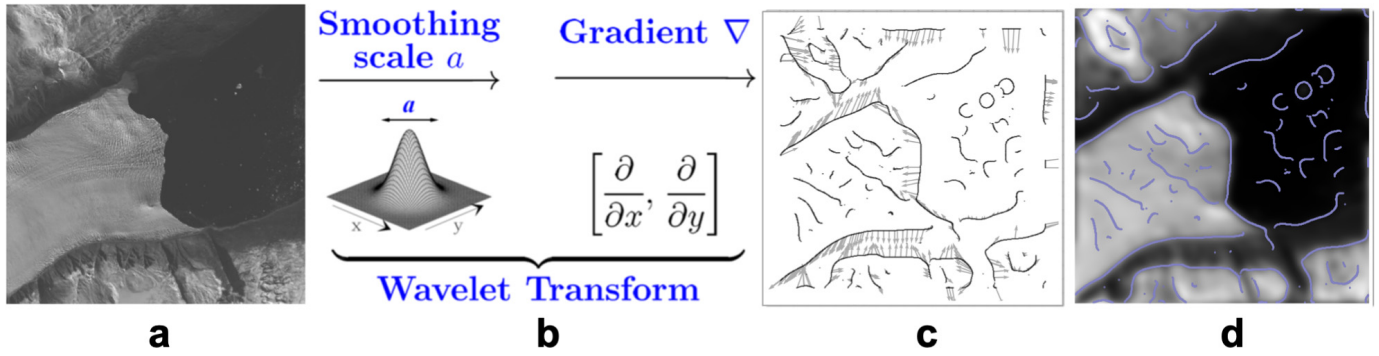 Smoothing
scale a
Gradient ∇
a
x
y
[∂/∂x, ∂/∂y]
Wavelet Transform
a
b
c
d